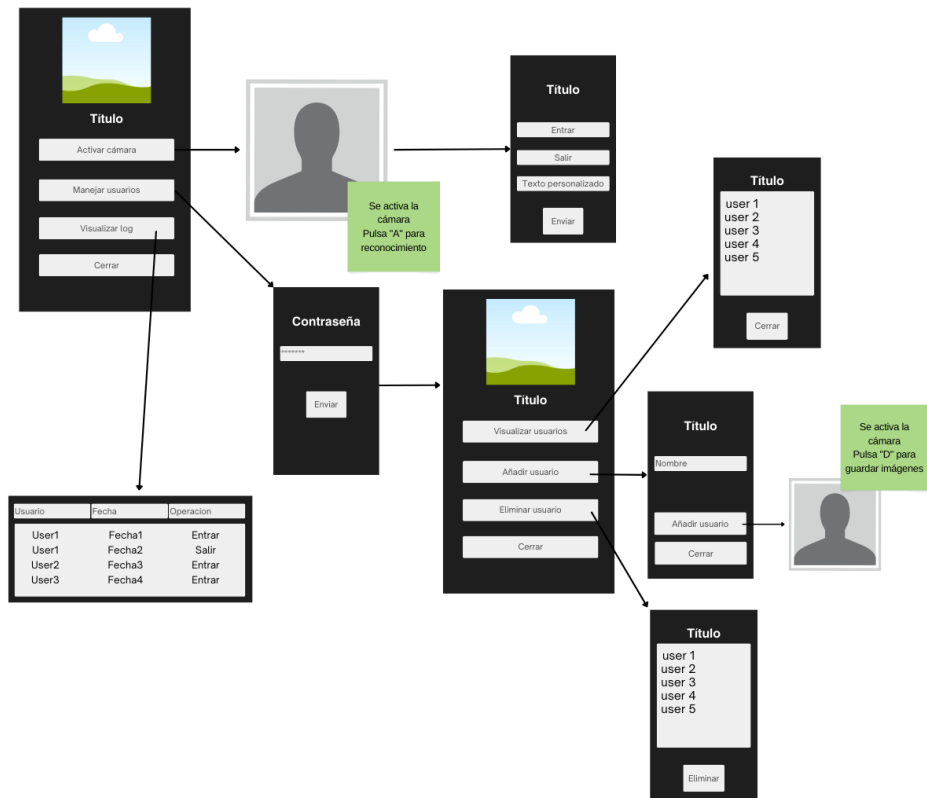 Título
Activar cámara
Manejar usuarios
Visualizar log
Cerrar
Se activa la
cámara
Pulsa "A" para
reconocimiento
Título
Entrar
Salir
Texto personalizado
Enviar
Contraseña
*******
Enviar
Título
Visualizar usuarios
Añadir usuario
Eliminar usuario
Cerrar
Título
user 1
user 2
user 3
user 4
user 5
Cerrar
Título
Nombre
Añadir usuario
Cerrar
Se activa la
cámara
Pulsa "D" para
guardar imágenes
Título
user 1
user 2
user 3
user 4
user 5
Eliminar
Usuario Fecha Operacion
User1 Fecha1 Entrar
User1 Fecha2 Salir
User2 Fecha3 Entrar
User3 Fecha4 Entrar